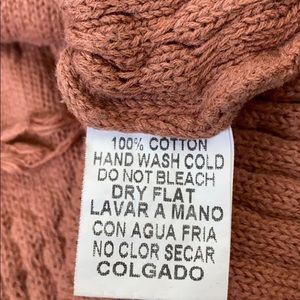 100% COTTON
HAND WASH COLD
DO NOT BLEACH
DRY FLAT
LAVAR A MANO
CON AGUA FRIA
NO CLOR SECAR
COLGADO